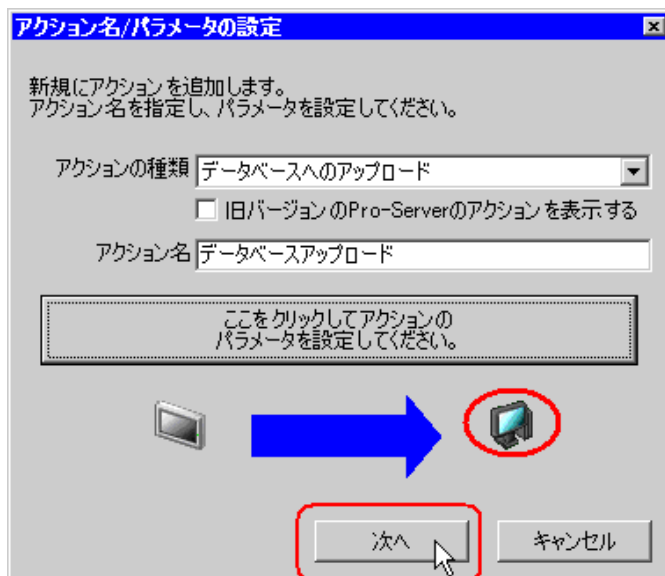 アクション名/パラメータの設定
新規にアクションを追加します。
アクション名を指定し、パラメータを設定してください。
アクションの種類 データベースへのアップロード
旧バージョンのPro-Serverのアクションを表示する
アクション名 データベースアップロード
ここをクリックしてアクションの
パラメータを設定してください。
次へ キャンセル